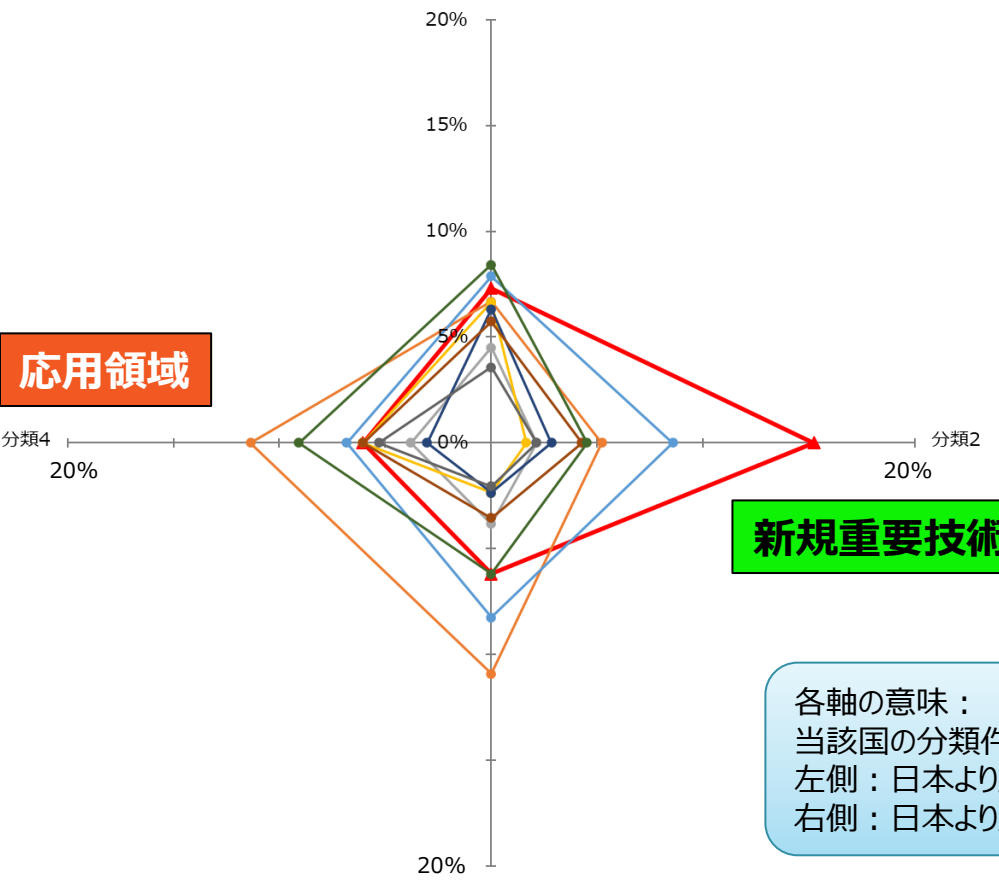 20%
15%
10%
5%
応用領域
0%
分類4
分類2
20%
20%
新規重要技術
各軸の意味：
当該国の分類件
左側：日本より
右側：日本より
20%